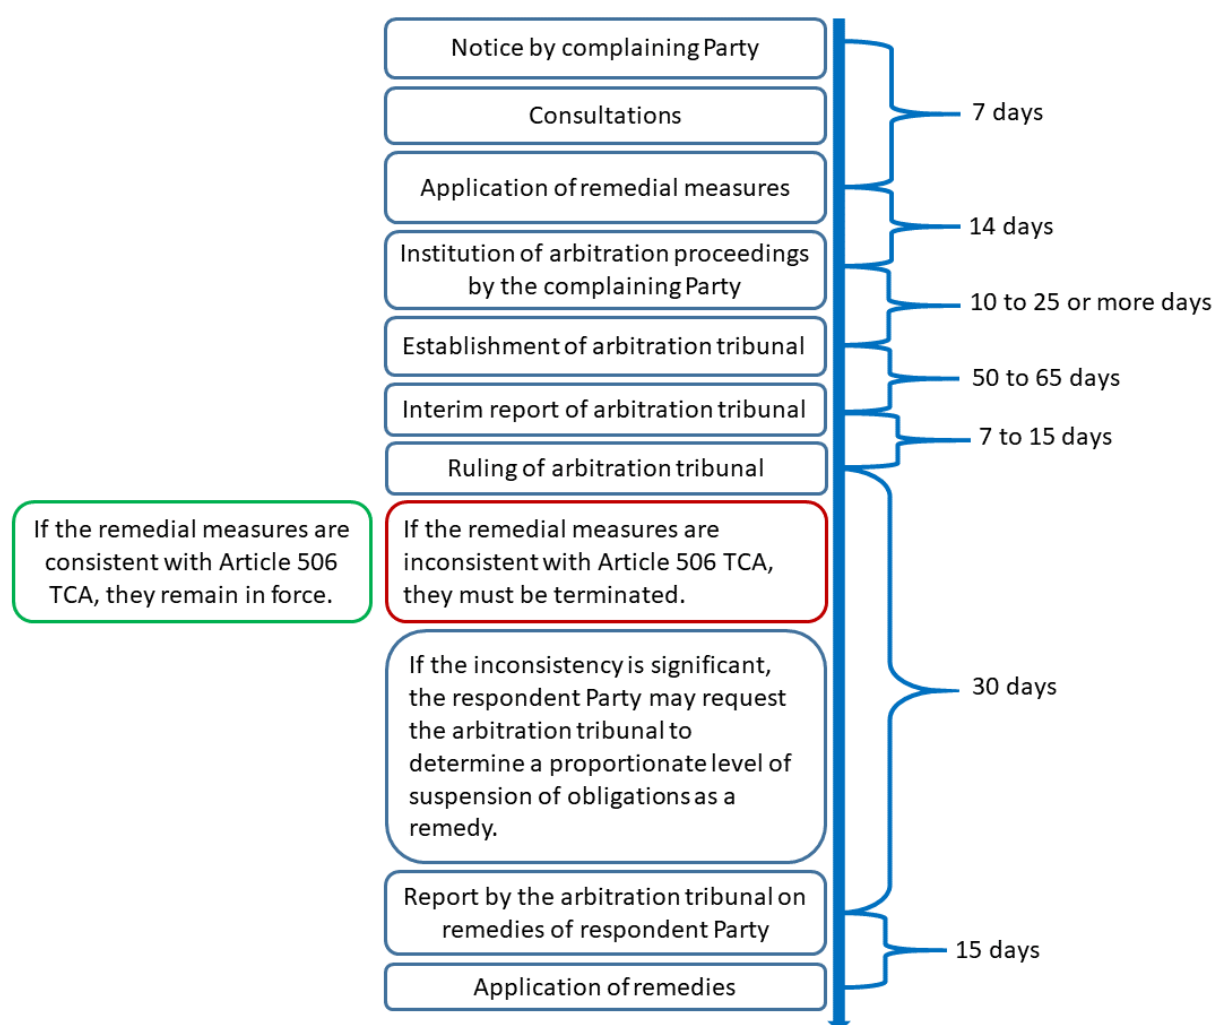 Notice by complaining Party
Consultations
7 days
Application of remedial measures
14 days
Institution of arbitration proceedings
by the complaining Party
10 to 25 or more days
Establishment of arbitration tribunal
50 to 65 days
Interim report of arbitration tribunal
7 to 15 days
Ruling of arbitration tribunal
If the remedial measures are
consistent with Article 506
TCA, they remain in force.
If the remedial measures are
inconsistent with Article 506 TCA,
they must be terminated.
If the inconsistency is significant,
the respondent Party may request
the arbitration tribunal to
determine a proportionate level of
suspension of obligations as a
remedy.
30 days
Report by the arbitration tribunal on
remedies of respondent Party
15 days
Application of remedies